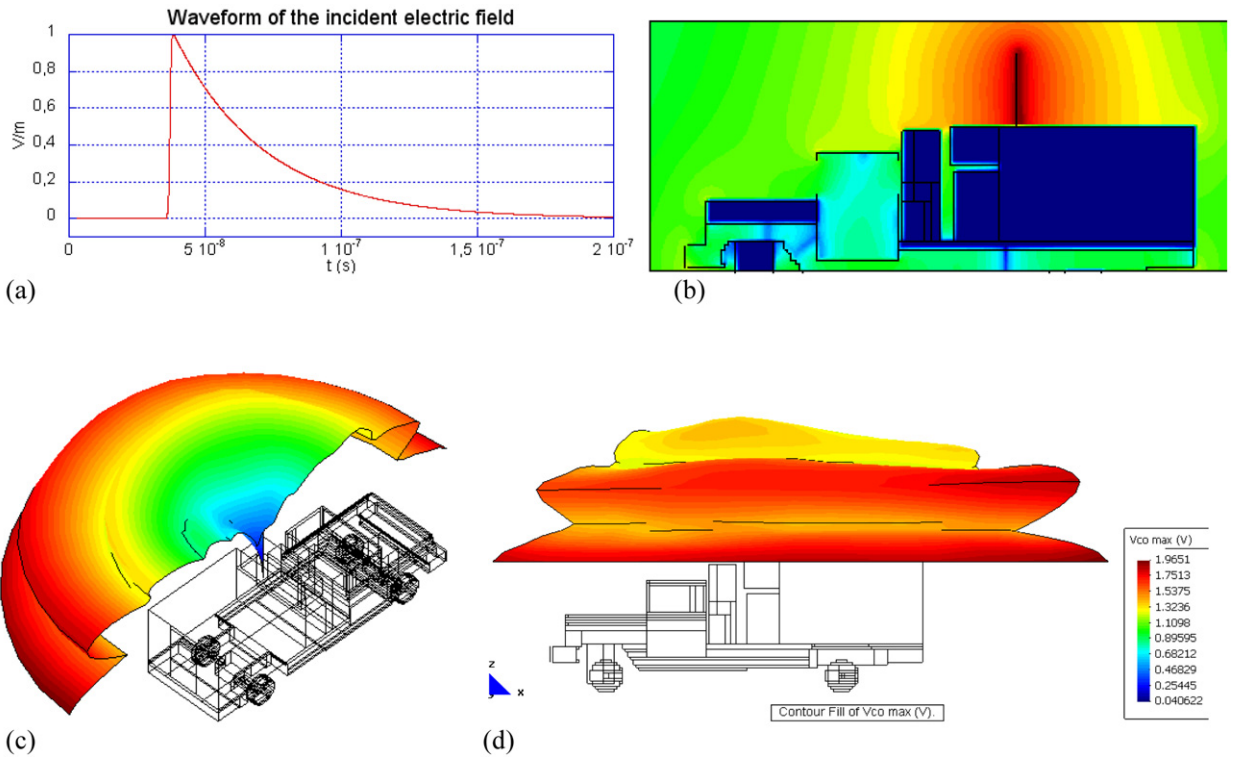 Waveform of the incident electric field
1
0,8
0,6
0,4
0,2
0
V/m
0
5 10⁻⁸
1 10⁻⁷
1,5 10⁻⁷
2 10⁻⁷
t (s)
(a)
(b)
(c)
z
x
Contour Fill of Vco max (V).
(d)
Vco max (V)
1.9651
1.7513
1.5375
1.3236
1.1098
0.89595
0.68212
0.46829
0.25445
0.040622